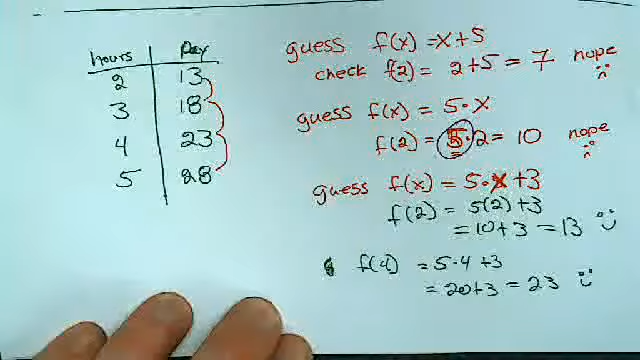 hours Pay
2 13
3 18
4 23
5 28
guess f(x) = x + 5
check f(2) = 2 + 5 = 7 nope
guess f(x) = 5 · x
f(2) = 5 · 2 = 10 nope
guess f(x) = 5 · x + 3
f(2) = 5(2) + 3
= 10 + 3 = 13
f(4) = 5 · 4 + 3
= 20 + 3 = 23